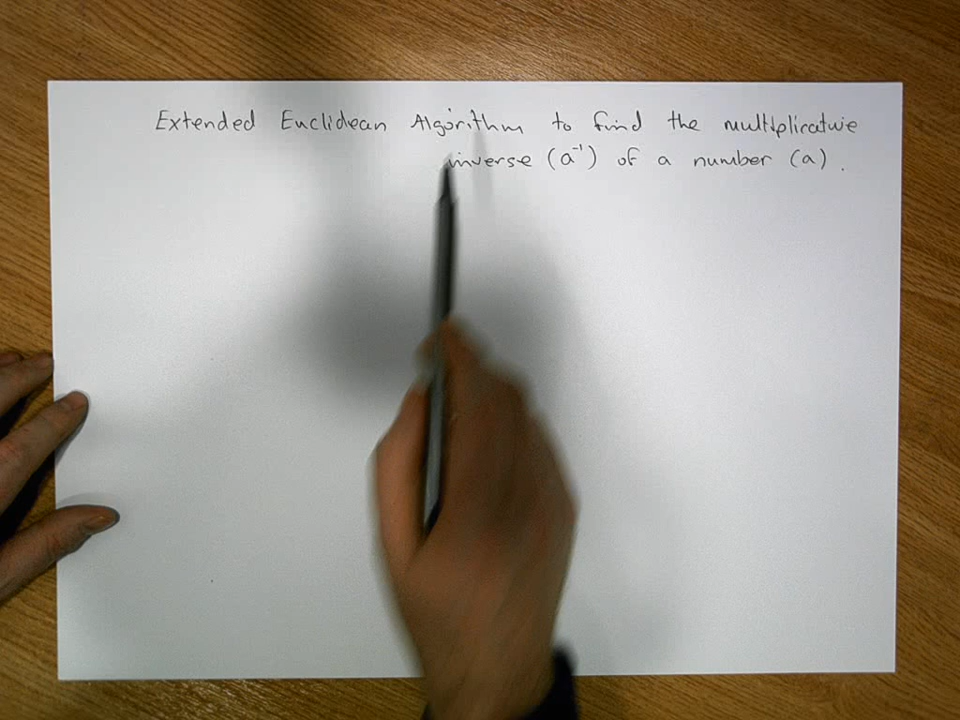 Extended Euclidean Algorithm to find the multiplicative
inverse (a⁻¹) of a number (a).